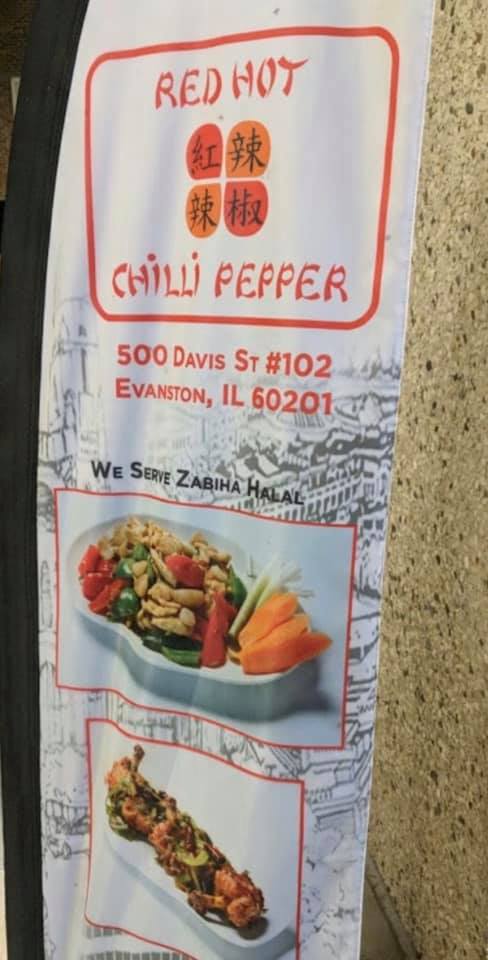 RED HOT
紅辣
辣椒
CHiLLi PEPPER
500 DAVIS ST #102
EVANSTON, IL 60201
WE SERVE ZABIHA HALAL